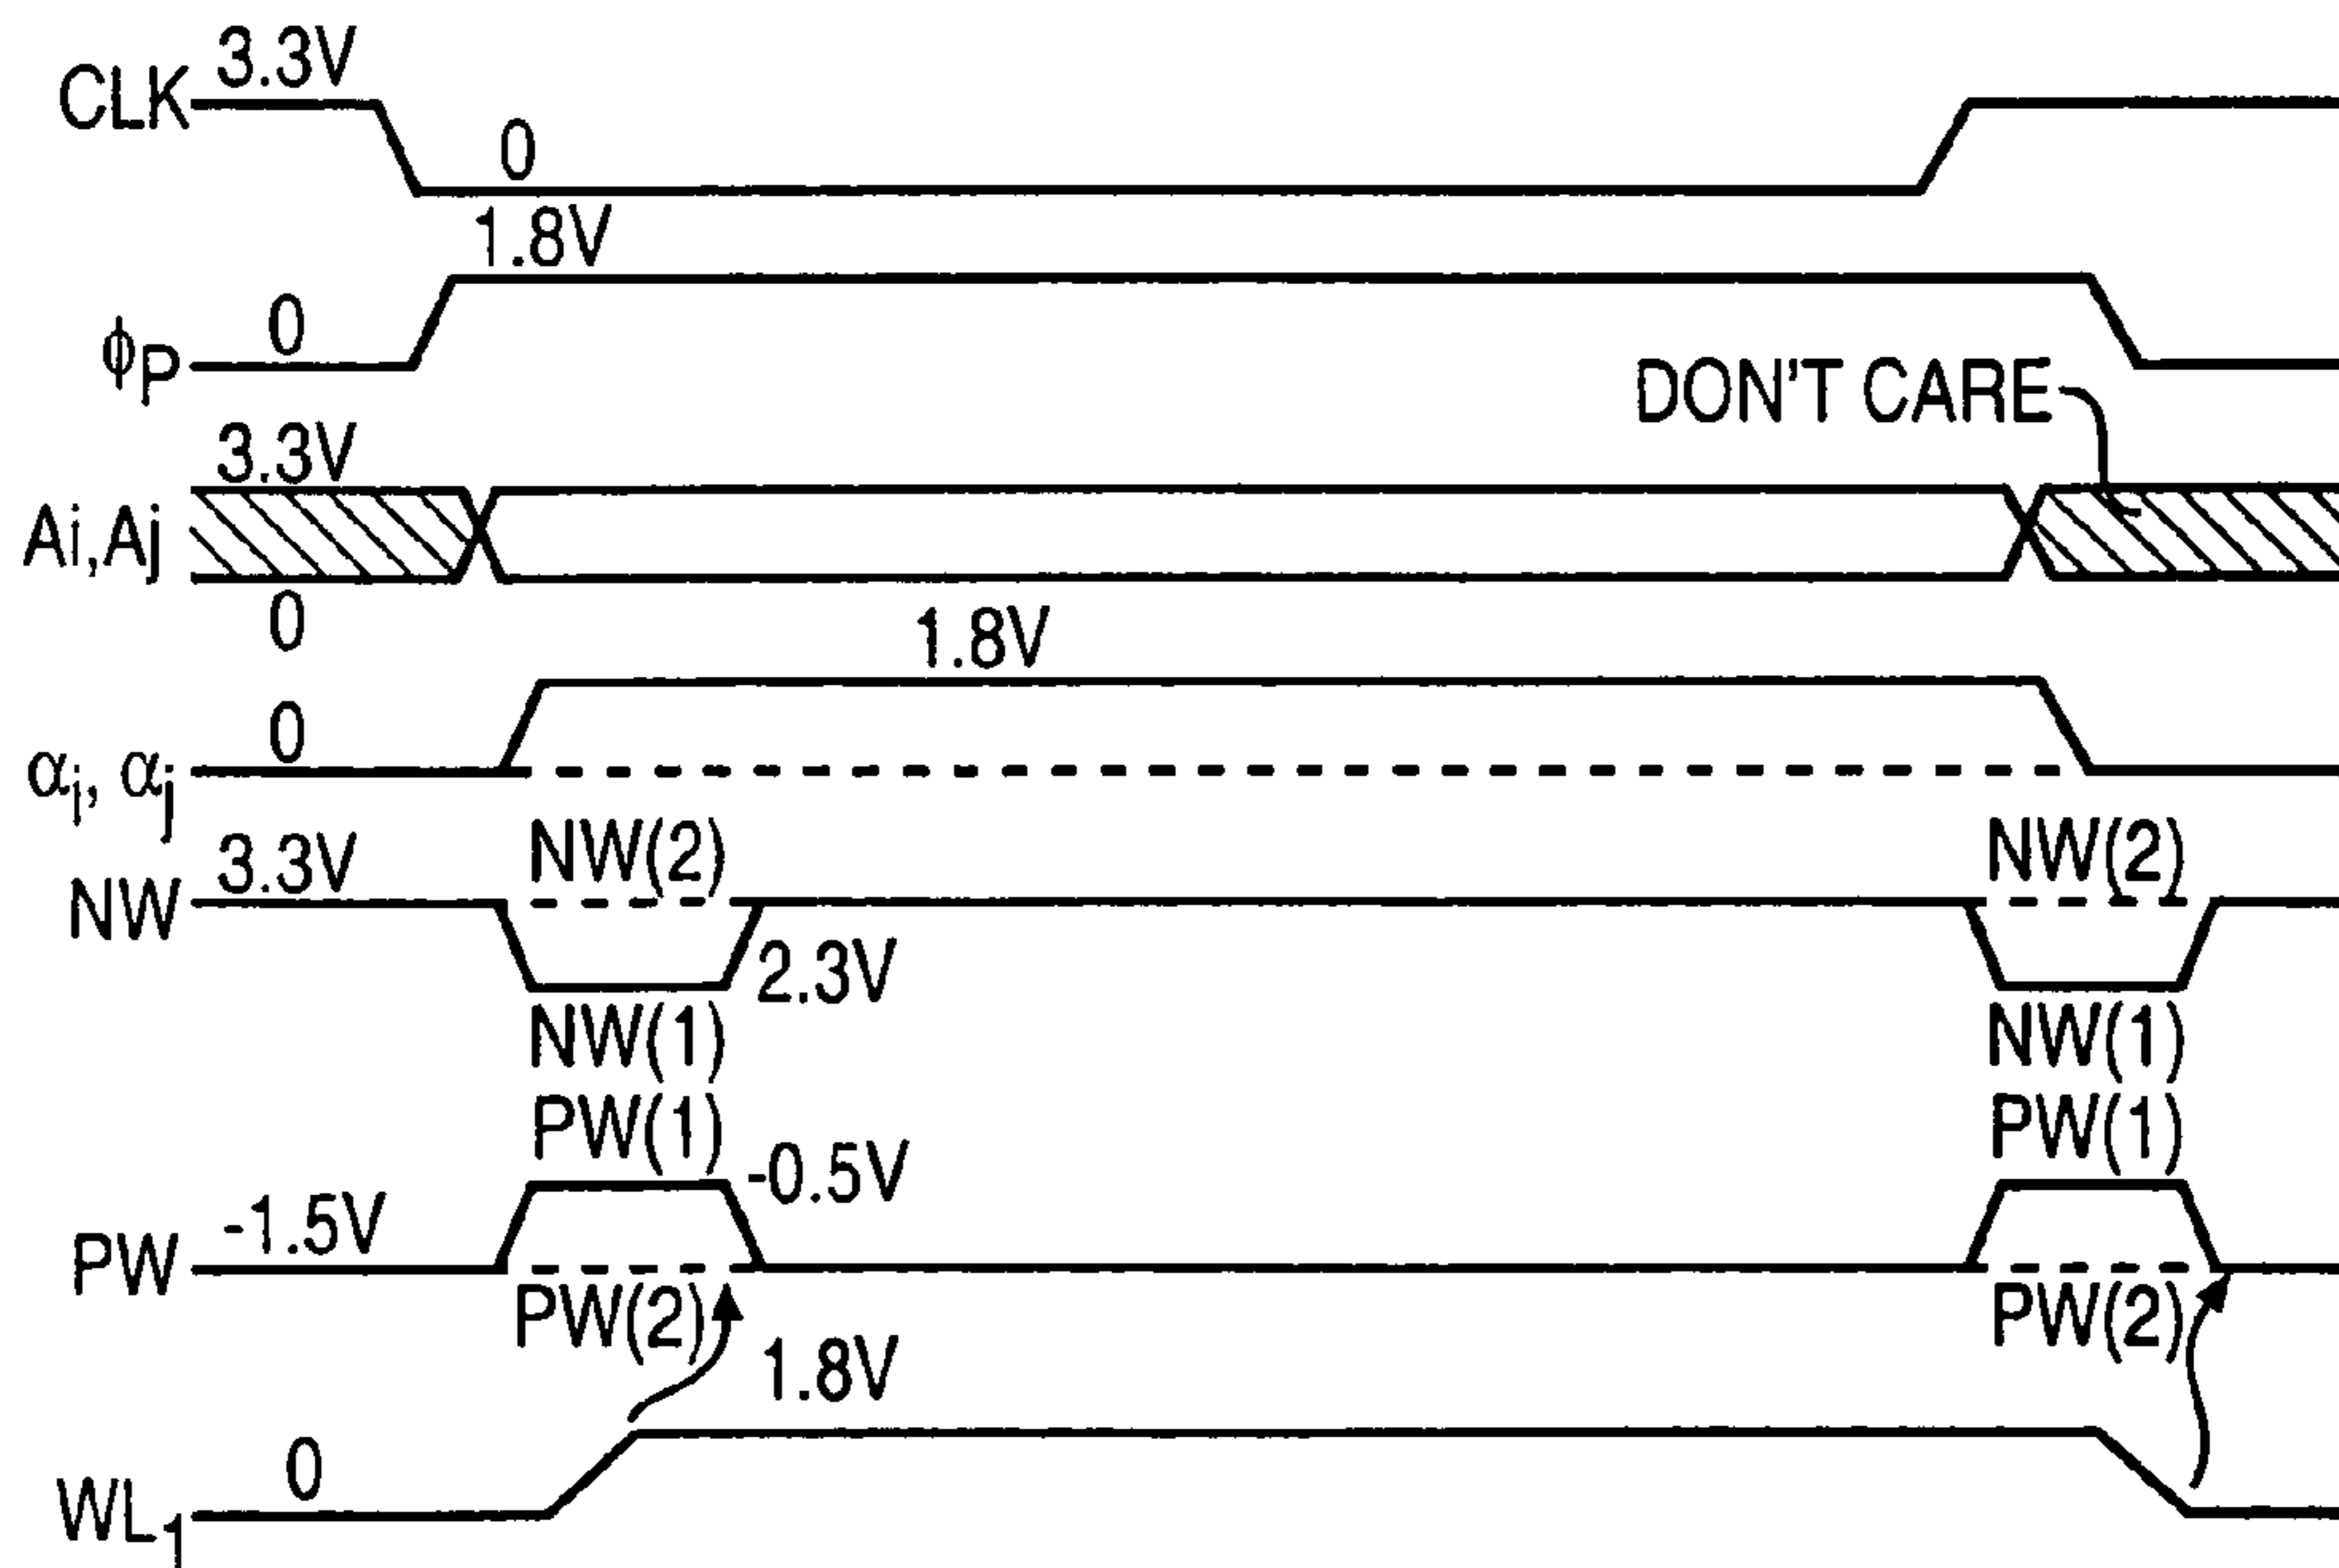 CLK 3.3V
0
1.8V
ϕP 0
DON'T CARE
3.3V
Ai,Aj
0
1.8V
αi, αj 0
NW 3.3V NW(2) NW(2)
2.3V
NW(1) NW(1)
PW(1) PW(1)
-0.5V
PW -1.5V
PW(2) PW(2)
1.8V
WL1 0